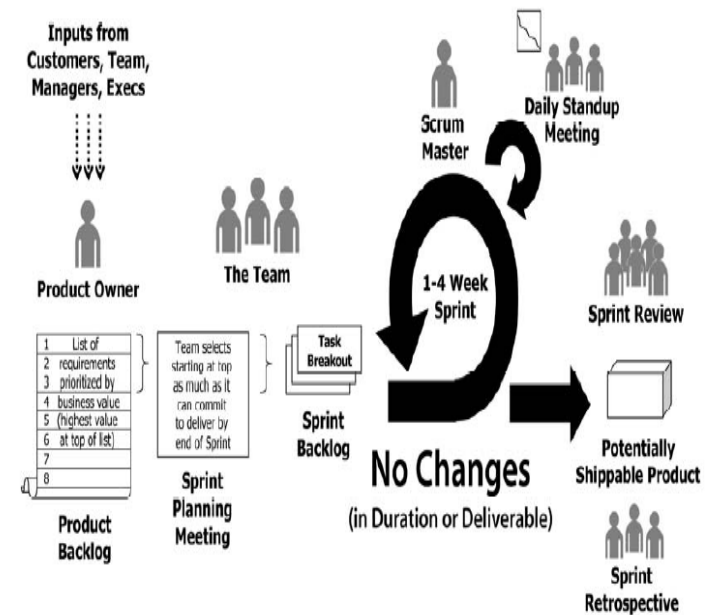 Inputs from
Customers, Team,
Managers, Execs
Product Owner
The Team
Scrum
Master
Daily Standup
Meeting
1-4 Week
Sprint
Sprint Review
1 List of
2 requirements
3 prioritized by
4 business value
5 (highest value
6 at top of list)
7
8
Product
Backlog
Team selects
starting at top
as much as it
can commit
to deliver by
end of Sprint
Sprint
Planning
Meeting
Task
Breakout
Sprint
Backlog
No Changes
(in Duration or Deliverable)
Potentially
Shippable Product
Sprint
Retrospective